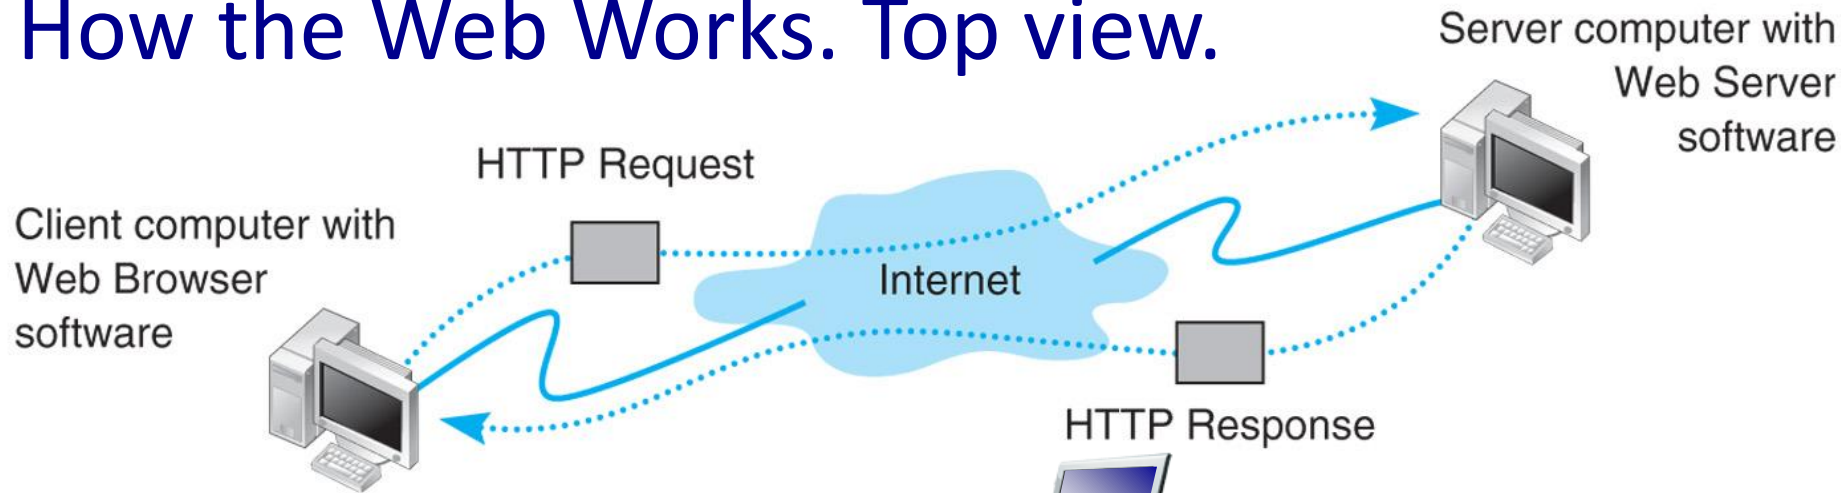 How the Web Works. Top view.
Server computer with
Web Server
software
HTTP Request
Client computer with
Web Browser
software
Internet
HTTP Response